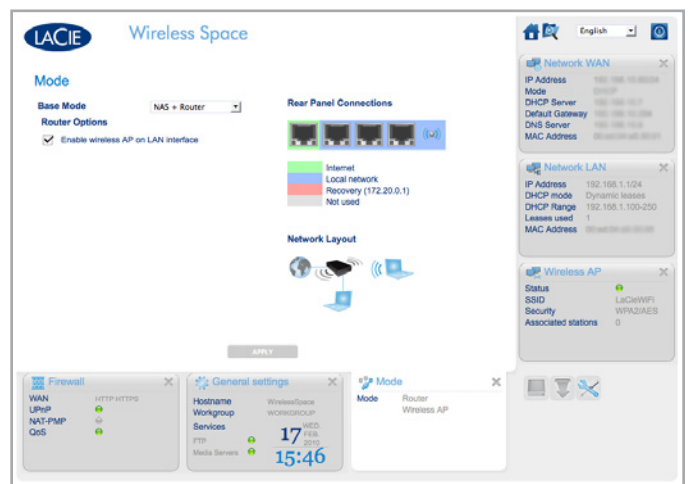 LACIE
Wireless Space
English
Mode
Base Mode NAS + Router
Router Options
Enable wireless AP on LAN interface
Rear Panel Connections
Internet
Local network
Recovery (172.20.0.1)
Not used
Network Layout
APPLY
Network WAN
IP Address
Mode DHCP
DHCP Server
Default Gateway
DNS Server
MAC Address
Network LAN
IP Address 192.168.1.1/24
DHCP mode Dynamic leases
DHCP Range 192.168.1.100-250
Leases used 1
MAC Address
Wireless AP
Status
SSID LaCieWiFi
Security WPA2/AES
Associated stations 0
Firewall
WAN HTTP HTTPS
UPnP
NAT-PMP
QoS
General settings
Hostname WirelessSpace
Workgroup WORKGROUP
Services
FTP
Media Servers
17 WED. FEB. 2010
15:46
Mode
Mode Router
Wireless AP